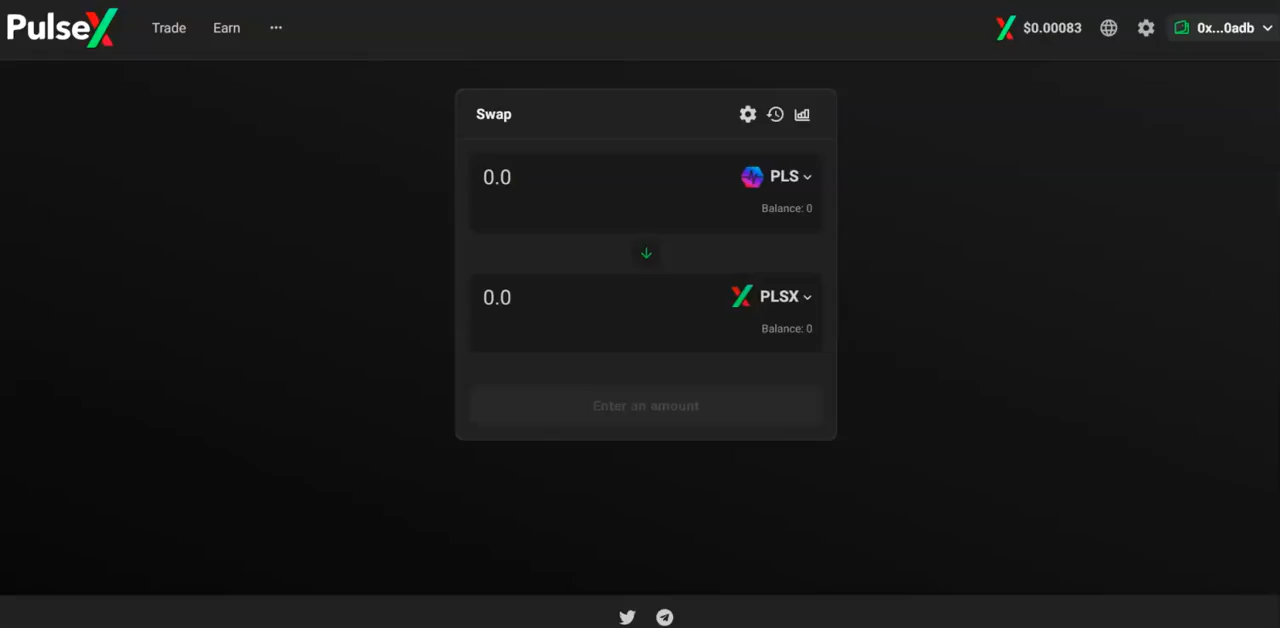 PulseX Trade Earn ... $0.00083 0x...0adb
Swap
0.0 PLS
Balance: 0
0.0 PLSX
Balance: 0
Enter an amount